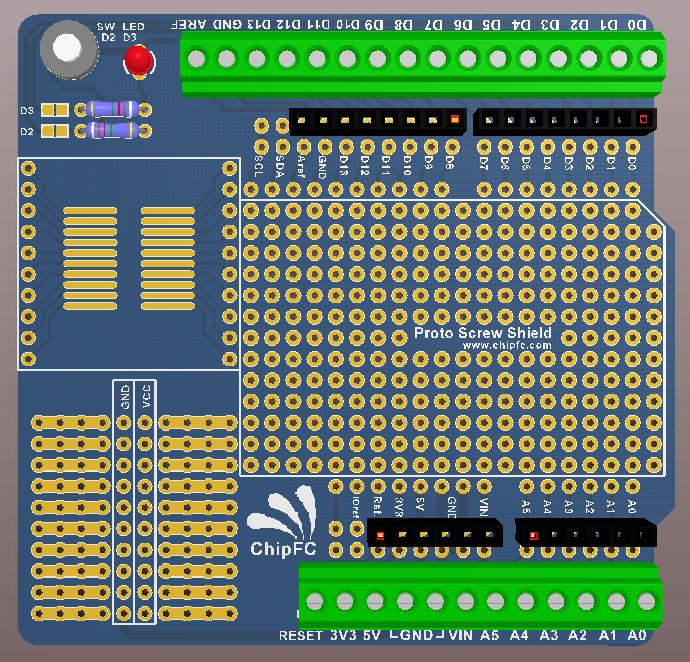 SW LED
D2 D3
AREF GND D13 D12 D11 D10 D9 D8 D7 D6 D5 D4 D3 D2 D1 D0
D3
D2
SCL SDA Aref GND D13 D12 D11 D10 D9 D8 D7 D6 D5 D4 D3 D2 D1 D0
Proto Screw Shield
www.chipfc.com
GND VCC
ioref 3V3 5V GND VIN A5 A4 A3 A2 A1 A0
ChipFC
RESET 3V3 5V GND VIN A5 A4 A3 A2 A1 A0